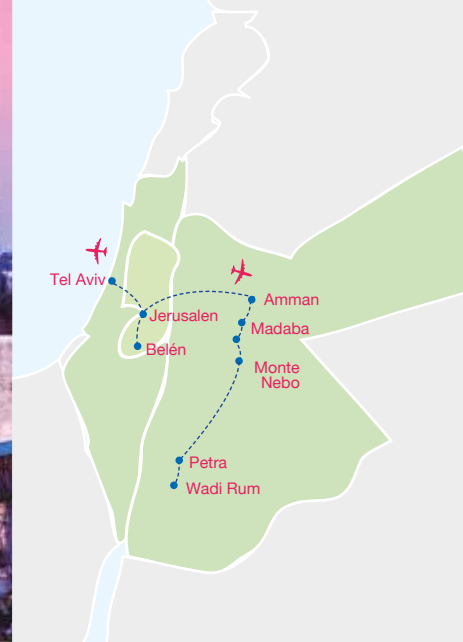 Tel Aviv
Amman
Jerusalen
Madaba
Belén
Monte
Nebo
Petra
Wadi Rum